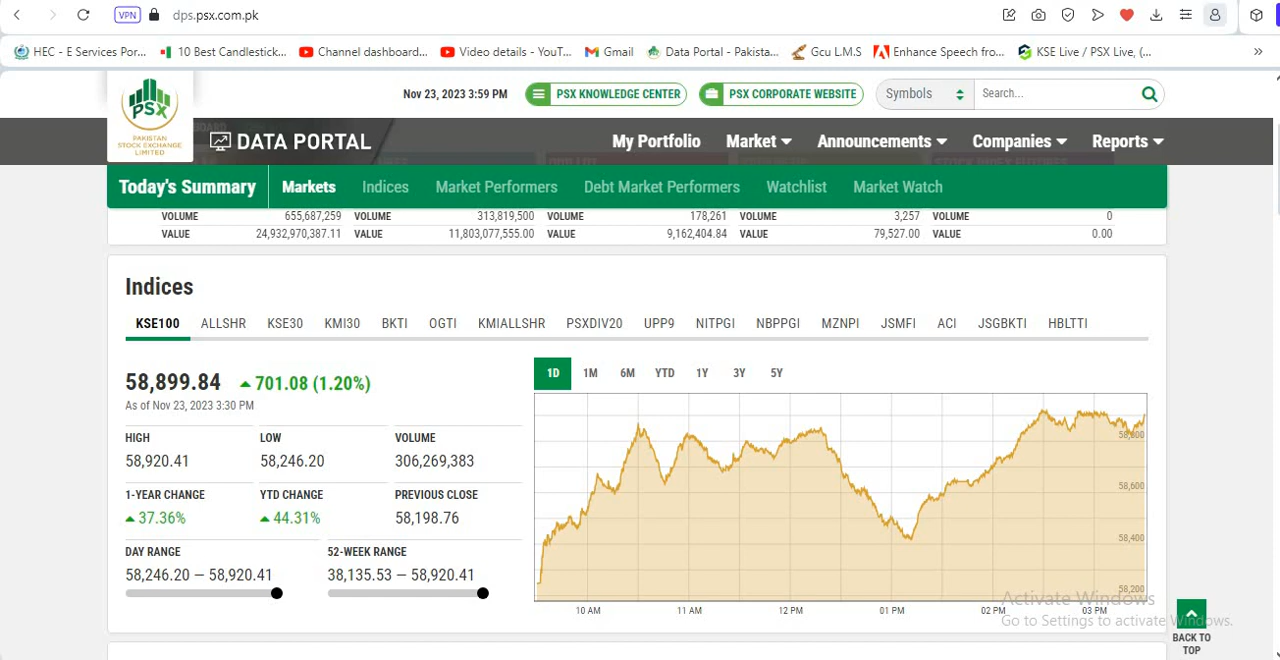 VPN dps.psx.com.pk
HEC - E Services Por... 10 Best Candlestick... Channel dashboard... Video details - YouT... Gmail Data Portal - Pakista... Gcu L.M.S Enhance Speech fro... KSE Live / PSX Live, (... »
PSX
PAKISTAN
STOCK EXCHANGE
LIMITED
Nov 23, 2023 3:59 PM PSX KNOWLEDGE CENTER PSX CORPORATE WEBSITE Symbols Search...
DATA PORTAL My Portfolio Market Announcements Companies Reports
Today's Summary Markets Indices Market Performers Debt Market Performers Watchlist Market Watch
VOLUME 655,687,259 VOLUME 313,819,500 VOLUME 178,261 VOLUME 3,257 VOLUME 0
VALUE 24,932,970,387.11 VALUE 11,803,077,555.00 VALUE 9,162,404.84 VALUE 79,527.00 VALUE 0.00
Indices
KSE100 ALLSHR KSE30 KMI30 BKTI OGTI KMIALLSHR PSXDIV20 UPP9 NITPGI NBPPGI MZNPI JSMFI ACI JSGBKTI HBLTTI
58,899.84 701.08 (1.20%)
As of Nov 23, 2023 3:30 PM
HIGH LOW VOLUME
58,920.41 58,246.20 306,269,383
1-YEAR CHANGE YTD CHANGE PREVIOUS CLOSE
37.36% 44.31% 58,198.76
DAY RANGE 52-WEEK RANGE
58,246.20 — 58,920.41 38,135.53 — 58,920.41
1D 1M 6M YTD 1Y 3Y 5Y
58,800
58,600
58,400
58,200
10 AM 11 AM 12 PM 01 PM 02 PM 03 PM
Activate Windows
Go to Settings to activate Windows.
BACK TO
TOP